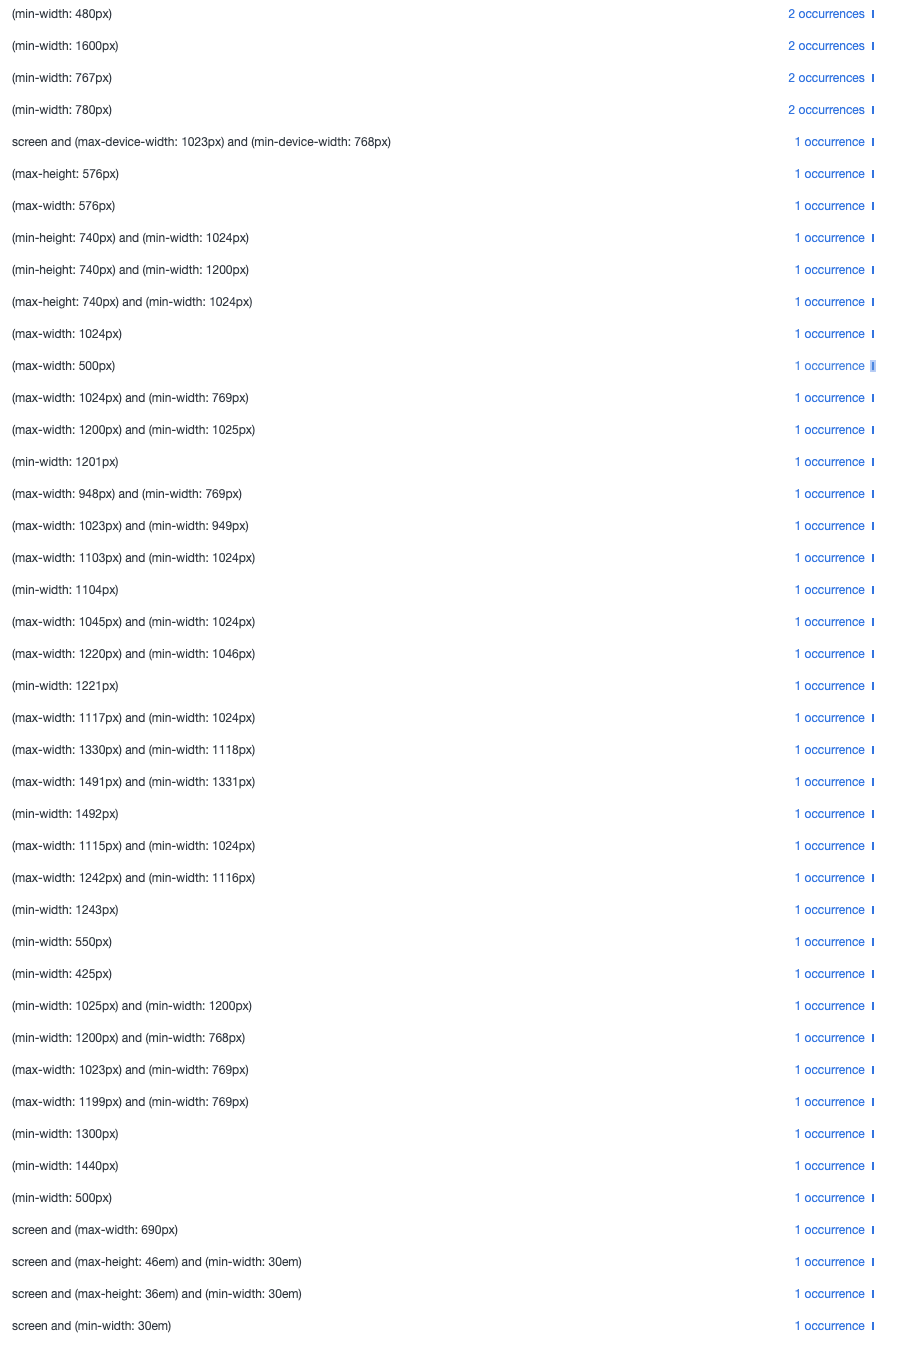 (min-width: 480px) 2 occurrences
(min-width: 1600px) 2 occurrences
(min-width: 767px) 2 occurrences
(min-width: 780px) 2 occurrences
screen and (max-device-width: 1023px) and (min-device-width: 768px) 1 occurrence
(max-height: 576px) 1 occurrence
(max-width: 576px) 1 occurrence
(min-height: 740px) and (min-width: 1024px) 1 occurrence
(min-height: 740px) and (min-width: 1200px) 1 occurrence
(max-height: 740px) and (min-width: 1024px) 1 occurrence
(max-width: 1024px) 1 occurrence
(max-width: 500px) 1 occurrence
(max-width: 1024px) and (min-width: 769px) 1 occurrence
(max-width: 1200px) and (min-width: 1025px) 1 occurrence
(min-width: 1201px) 1 occurrence
(max-width: 948px) and (min-width: 769px) 1 occurrence
(max-width: 1023px) and (min-width: 949px) 1 occurrence
(max-width: 1103px) and (min-width: 1024px) 1 occurrence
(min-width: 1104px) 1 occurrence
(max-width: 1045px) and (min-width: 1024px) 1 occurrence
(max-width: 1220px) and (min-width: 1046px) 1 occurrence
(min-width: 1221px) 1 occurrence
(max-width: 1117px) and (min-width: 1024px) 1 occurrence
(max-width: 1330px) and (min-width: 1118px) 1 occurrence
(max-width: 1491px) and (min-width: 1331px) 1 occurrence
(min-width: 1492px) 1 occurrence
(max-width: 1115px) and (min-width: 1024px) 1 occurrence
(max-width: 1242px) and (min-width: 1116px) 1 occurrence
(min-width: 1243px) 1 occurrence
(min-width: 550px) 1 occurrence
(min-width: 425px) 1 occurrence
(min-width: 1025px) and (min-width: 1200px) 1 occurrence
(min-width: 1200px) and (min-width: 768px) 1 occurrence
(max-width: 1023px) and (min-width: 769px) 1 occurrence
(max-width: 1199px) and (min-width: 769px) 1 occurrence
(min-width: 1300px) 1 occurrence
(min-width: 1440px) 1 occurrence
(min-width: 500px) 1 occurrence
screen and (max-width: 690px) 1 occurrence
screen and (max-height: 46em) and (min-width: 30em) 1 occurrence
screen and (max-height: 36em) and (min-width: 30em) 1 occurrence
screen and (min-width: 30em) 1 occurrence